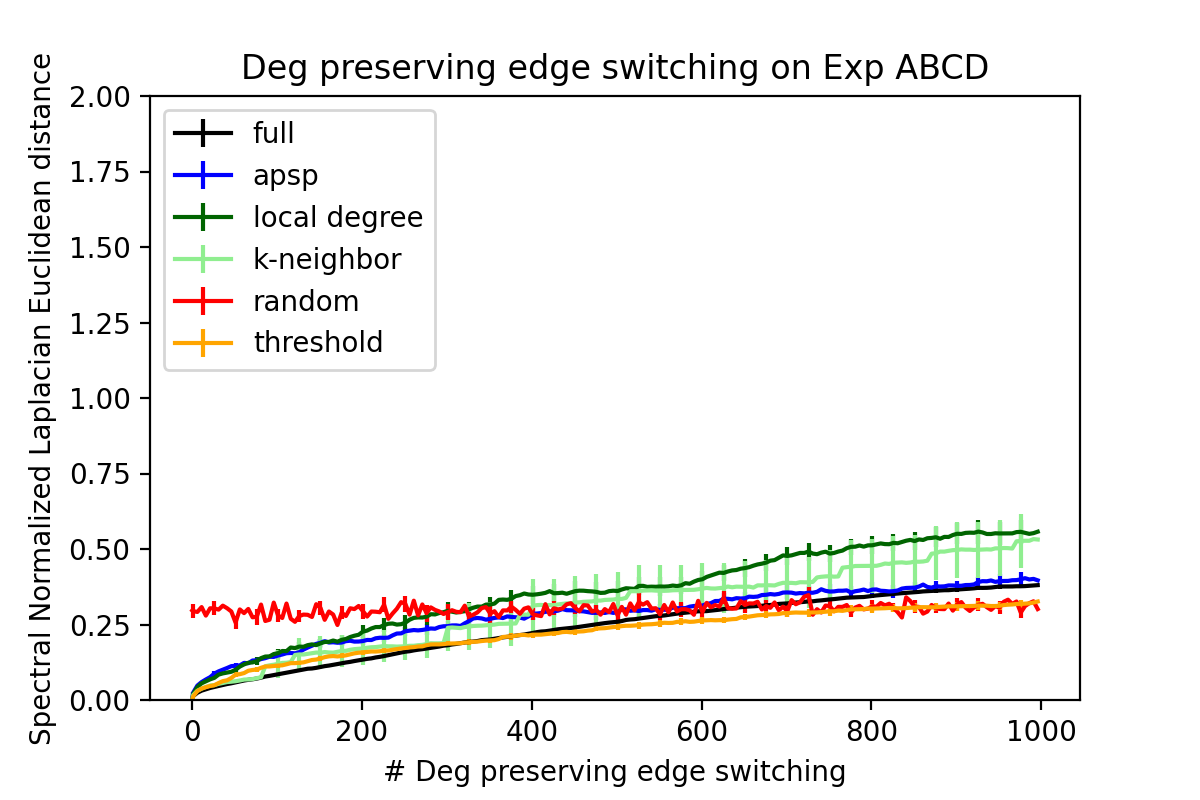 Deg preserving edge switching on Exp ABCD
Spectral Normalized Laplacian Euclidean distance
2.00
1.75
1.50
1.25
1.00
0.75
0.50
0.25
0.00
full
apsp
local degree
k-neighbor
random
threshold
0 200 400 600 800 1000
# Deg preserving edge switching